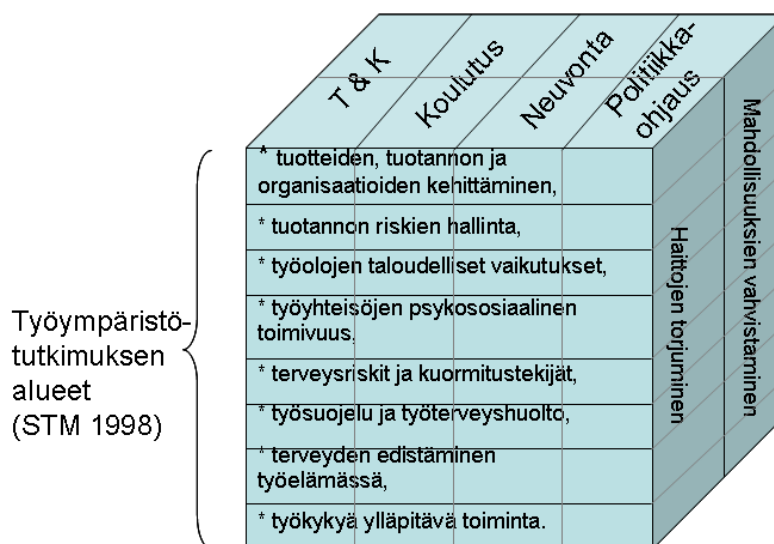 T & K
Koulutus
Neuvonta
Politiikka-
ohjaus
* tuotteiden, tuotannon ja
organisaatioiden kehittäminen,
* tuotannon riskien hallinta,
* työolojen taloudelliset vaikutukset,
* työyhteisöjen psykososiaalinen
toimivuus,
* terveysriskit ja kuormitustekijät,
* työsuojelu ja työterveyshuolto,
* terveyden edistäminen
työelämässä,
* työkykyä ylläpitävä toiminta.
Haittojen torjuminen
Mahdollisuuksien vahvistaminen
Työympäristö-
tutkimuksen
alueet
(STM 1998)